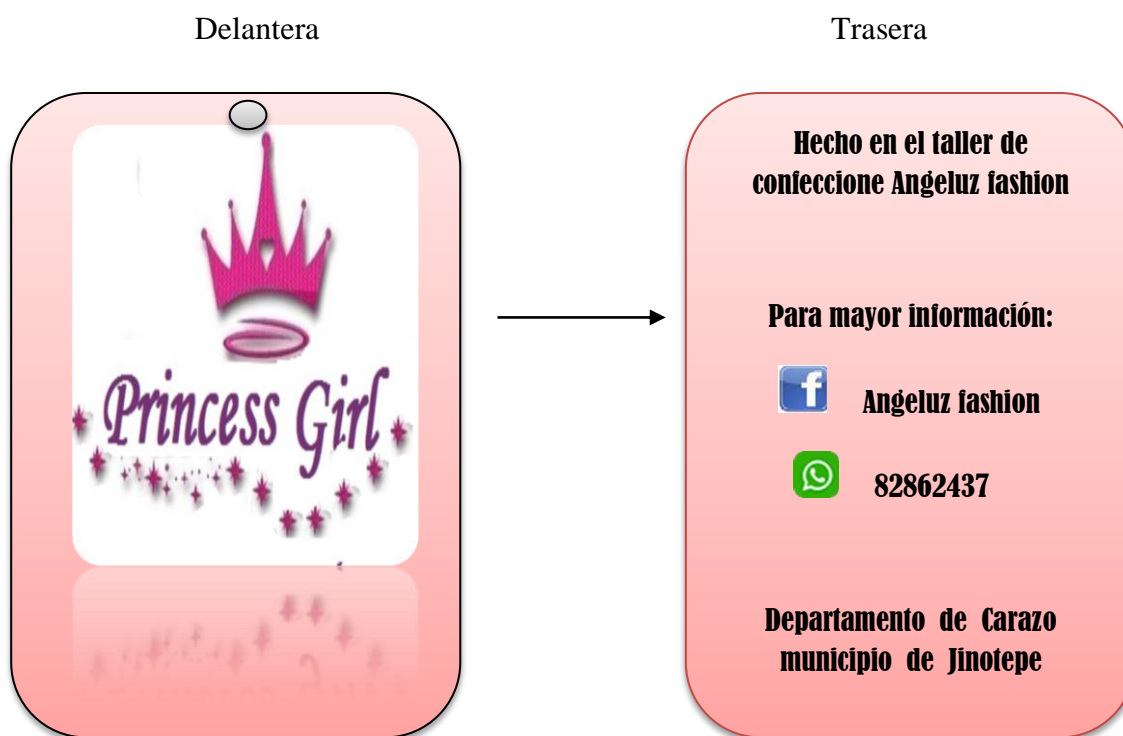 Delantera
Trasera
Princess Girl
Hecho en el taller de
confeccione Angeluz fashion
Para mayor información:
f
Angeluz fashion
82862437
Departamento de Carazo
municipio de Jinotepe